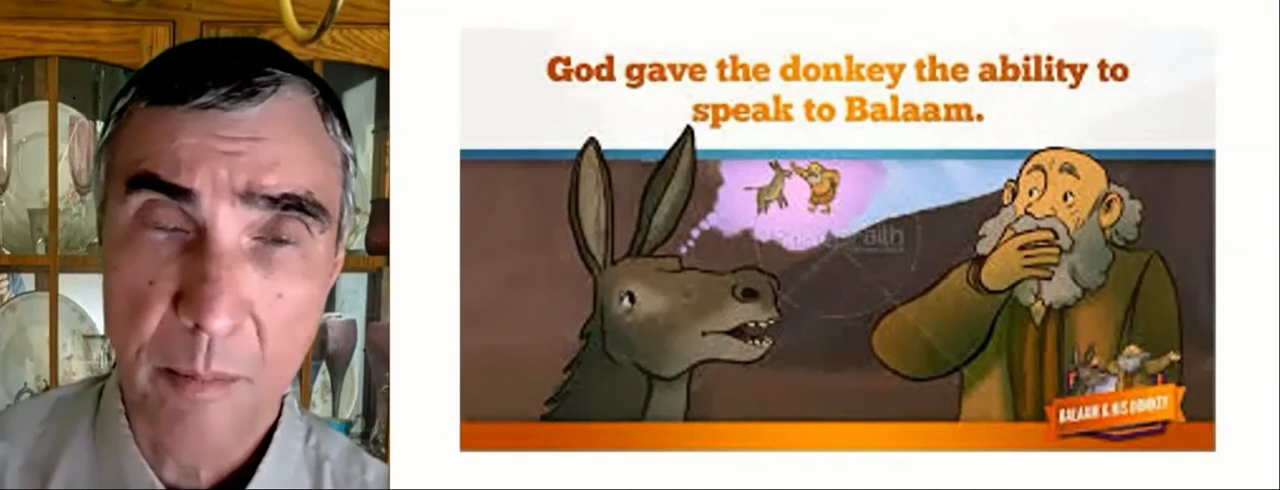 God gave the donkey the ability to
speak to Balaam.
BALAAM & HIS DONKEY